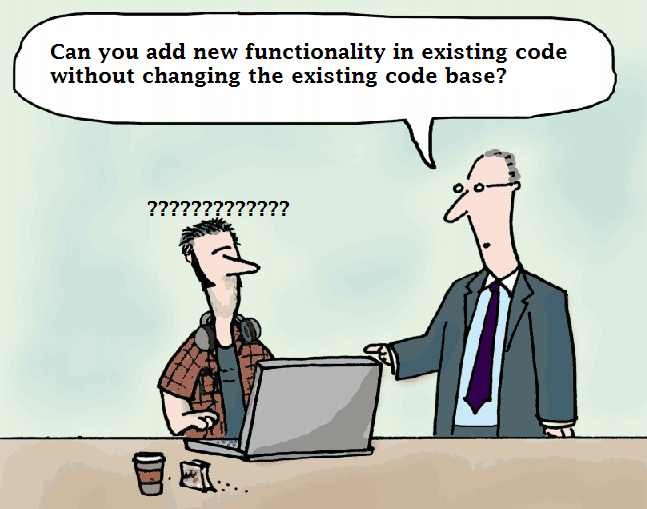 Can you add new functionality in existing code
without changing the existing code base?
?????????????